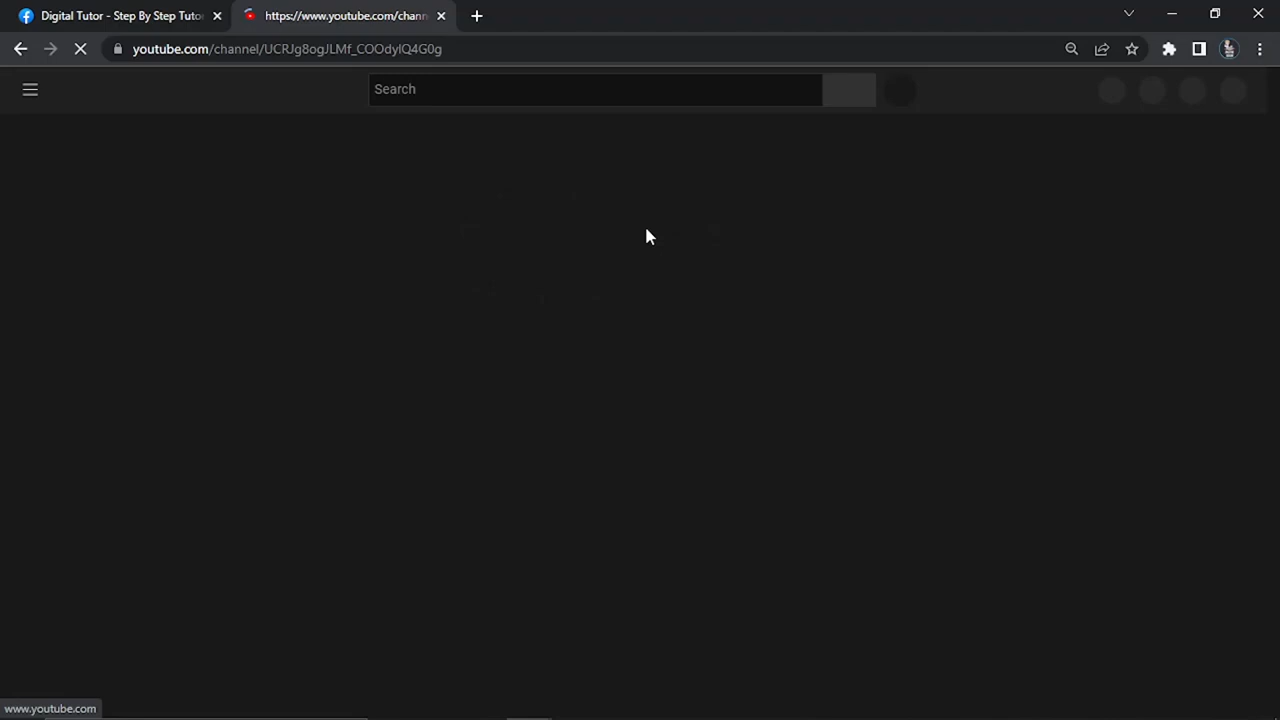 Digital Tutor - Step By Step Tuto
https://www.youtube.com/chann
youtube.com/channel/UCRJg8ogJLMf_COOdylQ4G0g
Search
www.youtube.com